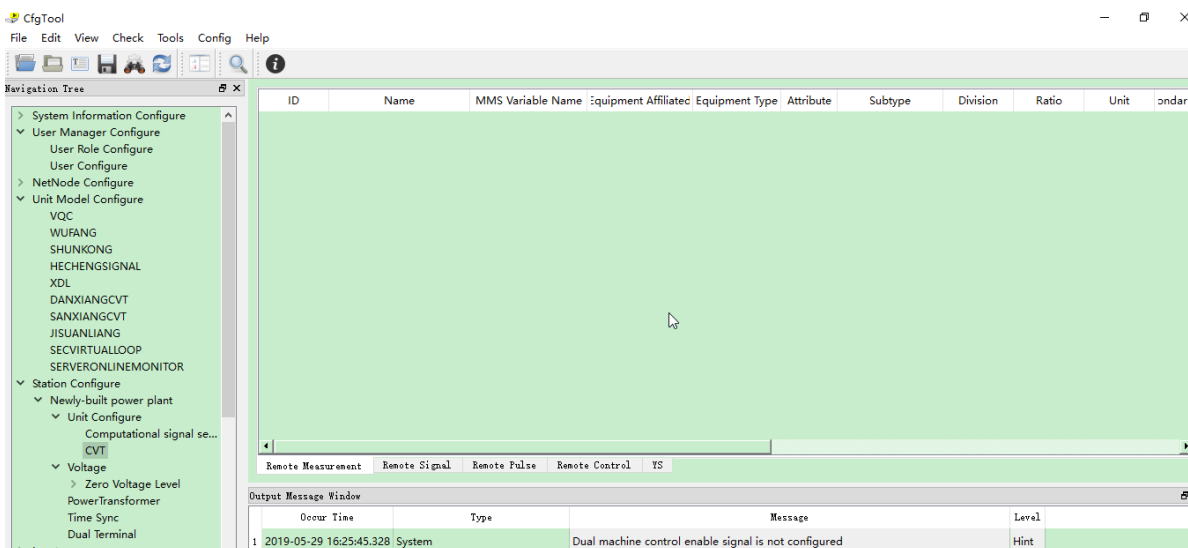 CfgTool
File Edit View Check Tools Config Help
Navigation Tree
ID Name MMS Variable Name Equipment Affiliated Equipment Type Attribute Subtype Division Ratio Unit ondar
System Information Configure
User Manager Configure
User Role Configure
User Configure
NetNode Configure
Unit Model Configure
VQC
WUFANG
SHUNKONG
HECHENGSIGNAL
XDL
DANXIANGCVT
SANXIANGCVT
JISUANLIANG
SECVIRTUALLOOP
SERVERONLINEMONITOR
Station Configure
Newly-built power plant
Unit Configure
Computational signal se...
CVT
Voltage
Zero Voltage Level
PowerTransformer
Time Sync
Dual Terminal
Remote Measurement Remote Signal Remote Pulse Remote Control YS
Output Message Window
Occur Time Type Message Level
1 2019-05-29 16:25:45.328 System Dual machine control enable signal is not configured Hint